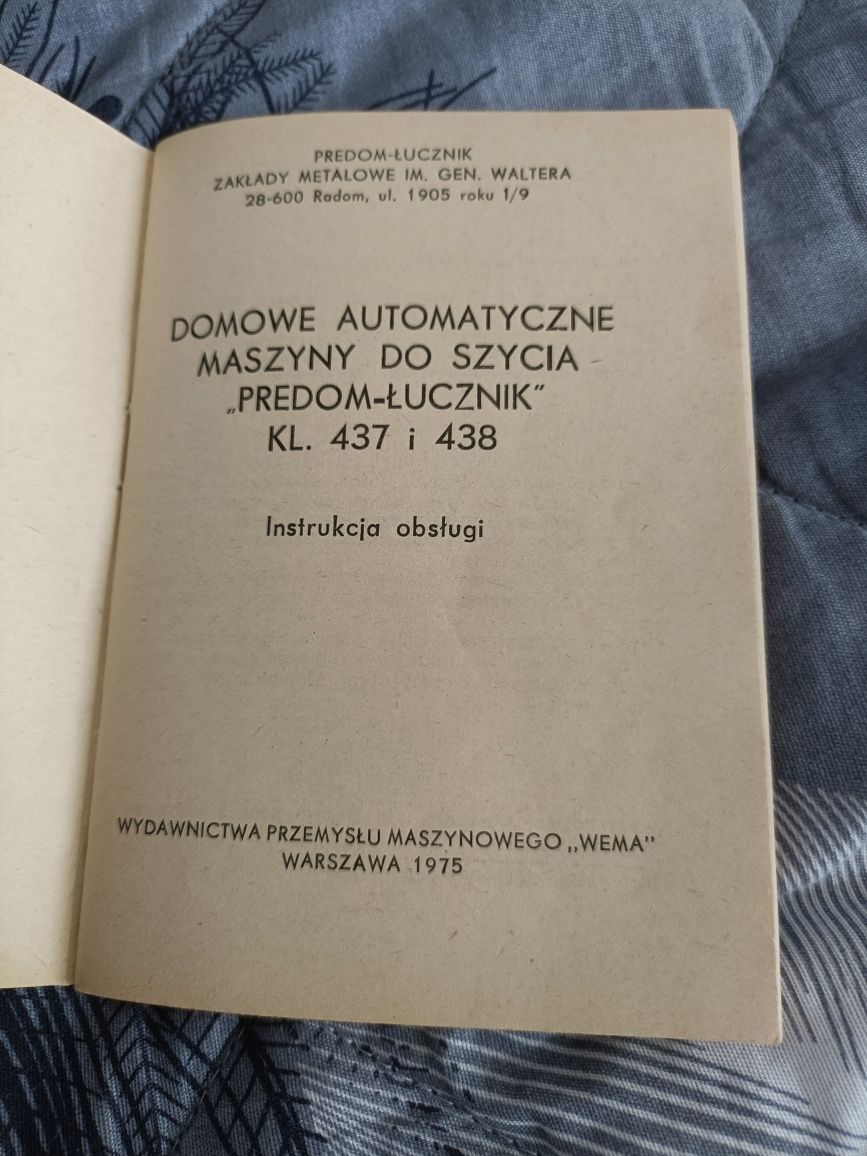 PREDOM-ŁUCZNIK
ZAKŁADY METALOWE IM. GEN. WALTERA
28-600 Radom, ul. 1905 roku 1/9
DOMOWE AUTOMATYCZNE
MASZYNY DO SZYCIA
„PREDOM-ŁUCZNIK”
KL. 437 i 438
Instrukcja obsługi
WYDAWNICTWA PRZEMYSŁU MASZYNOWEGO „WEMA”
WARSZAWA 1975